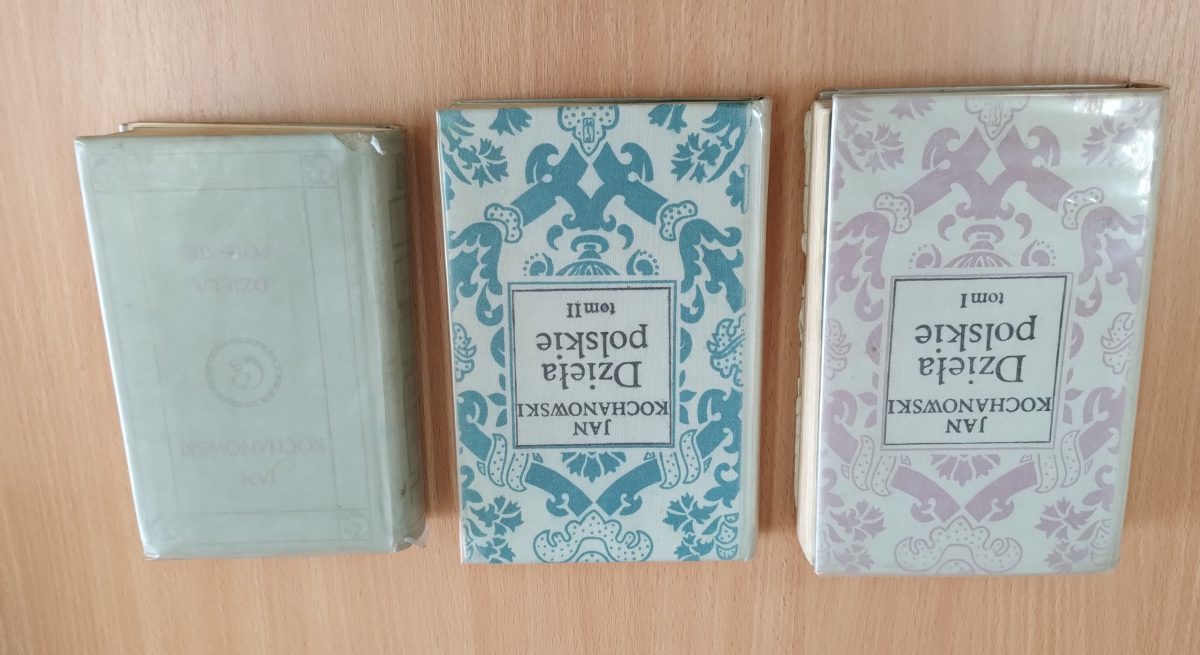 JAN
KOCHANOWSKI
DZIEŁA
POLSKIE
JAN
KOCHANOWSKI
Dzieła
polskie
tom II
JAN
KOCHANOWSKI
Dzieła
polskie
tom I